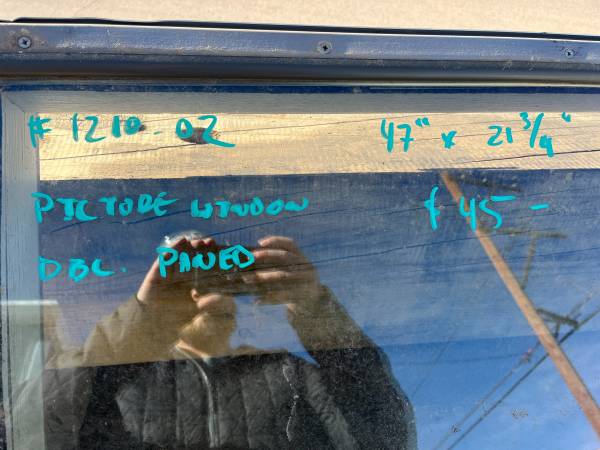 # 1210-02 47" x 21 3/4"
PICTURE WINDOW $45-
DBL. PANED